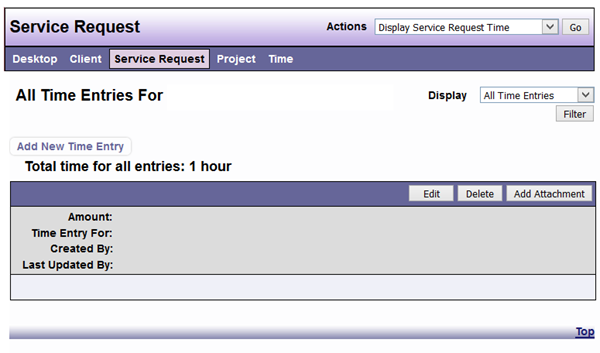 Service Request Actions Display Service Request Time Go
Desktop Client Service Request Project Time
All Time Entries For Display All Time Entries
Filter
Add New Time Entry
Total time for all entries: 1 hour
Edit Delete Add Attachment
Amount:
Time Entry For:
Created By:
Last Updated By:
Top